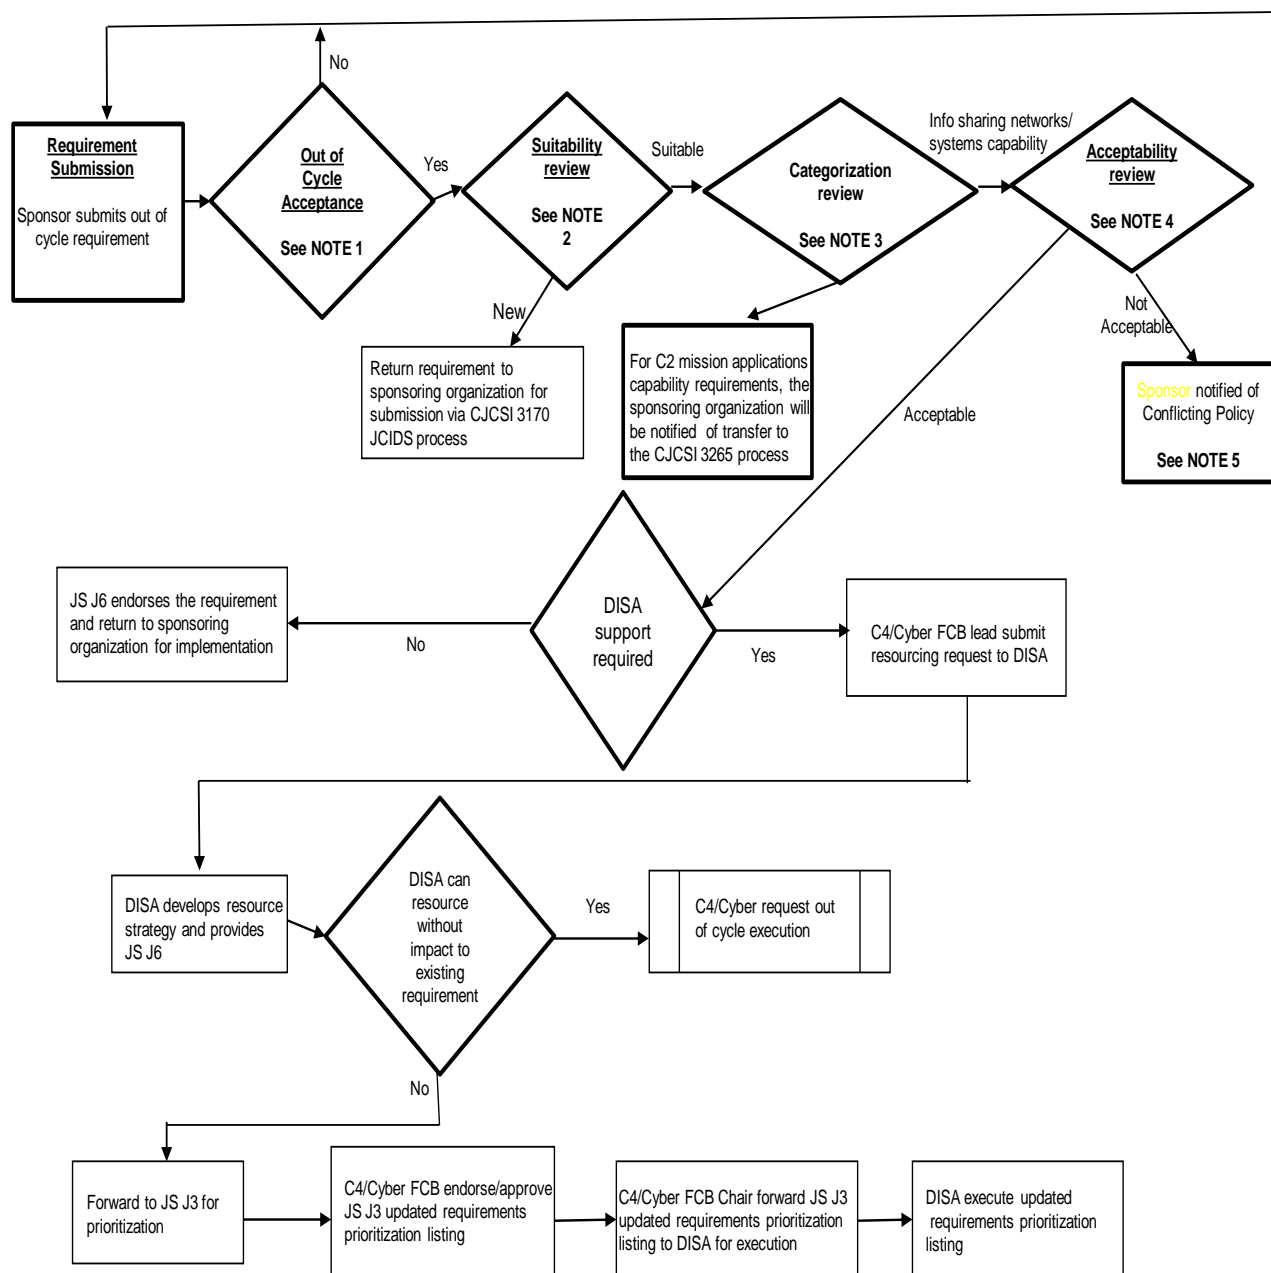 No
Requirement
Submission
Sponsor submits out of
cycle requirement
Out of
Cycle
Acceptance
See NOTE 1
Yes
Suitability
review
See NOTE
2
Suitable
Categorization
review
See NOTE 3
Info sharing networks/
systems capability
Acceptability
review
See NOTE 4
New
Return requirement to
sponsoring organization for
submission via CJCSI 3170
JCIDS process
For C2 mission applications
capability requirements, the
sponsoring organization will
be notified of transfer to
the CJCSI 3265 process
Acceptable
Not
Acceptable
Sponsor notified of
Conflicting Policy
See NOTE 5
JS J6 endorses the requirement
and return to sponsoring
organization for implementation
No
DISA
support
required
Yes
C4/Cyber FCB lead submit
resourcing request to DISA
DISA develops resource
strategy and provides
JS J6
DISA can
resource
without
impact to
existing
requirement
Yes
C4/Cyber request out
of cycle execution
No
Forward to JS J3 for
prioritization
C4/Cyber FCB endorse/approve
JS J3 updated requirements
prioritization listing
C4/Cyber FCB Chair forward JS J3
updated requirements prioritization
listing to DISA for execution
DISA execute updated
requirements prioritization
listing